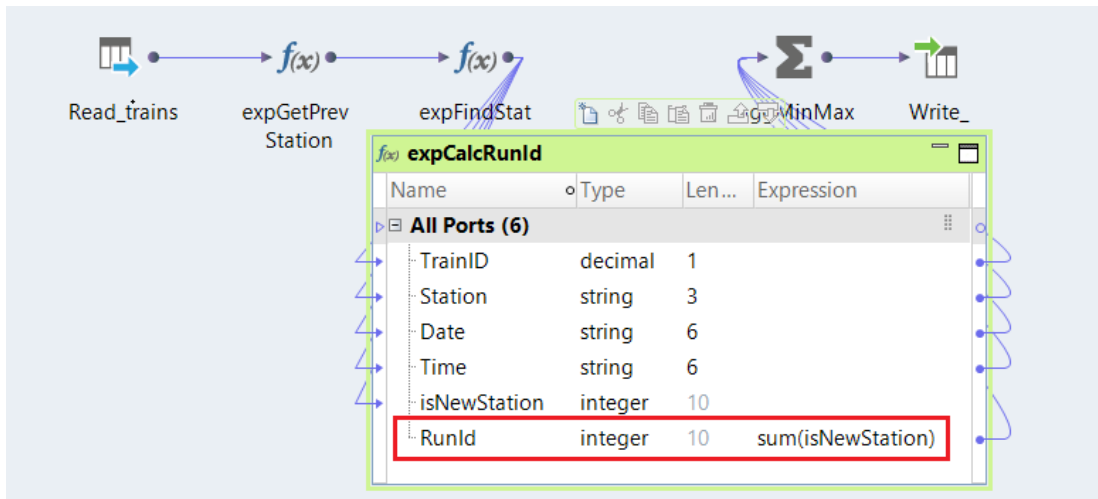 f(x) f(x)
Read_trains expGetPrev expFindStat ggMinMax Write_
Station
f(x) expCalcRunId
Name Type Len... Expression
All Ports (6)
TrainID decimal 1
Station string 3
Date string 6
Time string 6
isNewStation integer 10
RunId integer 10 sum(isNewStation)